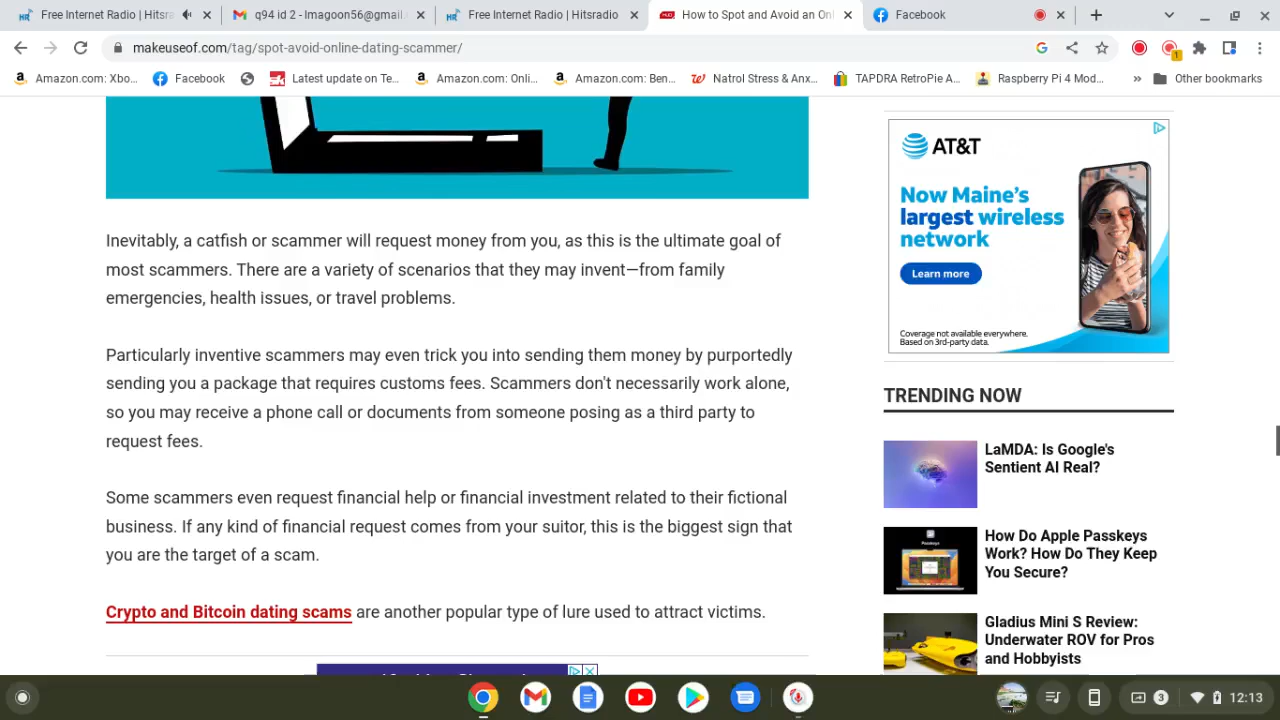 Free Internet Radio | Hitsra
q94 id 2 - lmagoon56@gmail.
Free Internet Radio | Hitsradio
How to Spot and Avoid an Onl
Facebook
makeuseof.com/tag/spot-avoid-online-dating-scammer/
1
Amazon.com: Xbo...
Facebook
Latest update on Te...
Amazon.com: Onli...
Amazon.com: Ben...
Natrol Stress & Anx...
TAPDRA RetroPie A...
Raspberry Pi 4 Mod...
»
Other bookmarks
Inevitably, a catfish or scammer will request money from you, as this is the ultimate goal of
most scammers. There are a variety of scenarios that they may invent—from family
emergencies, health issues, or travel problems.
Particularly inventive scammers may even trick you into sending them money by purportedly
sending you a package that requires customs fees. Scammers don't necessarily work alone,
so you may receive a phone call or documents from someone posing as a third party to
request fees.
Some scammers even request financial help or financial investment related to their fictional
business. If any kind of financial request comes from your suitor, this is the biggest sign that
you are the target of a scam.
Crypto and Bitcoin dating scams are another popular type of lure used to attract victims.
AT&T
Now Maine's
largest wireless
network
Learn more
Coverage not available everywhere.
Based on 3rd-party data.
TRENDING NOW
LaMDA: Is Google's
Sentient AI Real?
How Do Apple Passkeys
Work? How Do They Keep
You Secure?
Gladius Mini S Review:
Underwater ROV for Pros
and Hobbyists
3
12:13